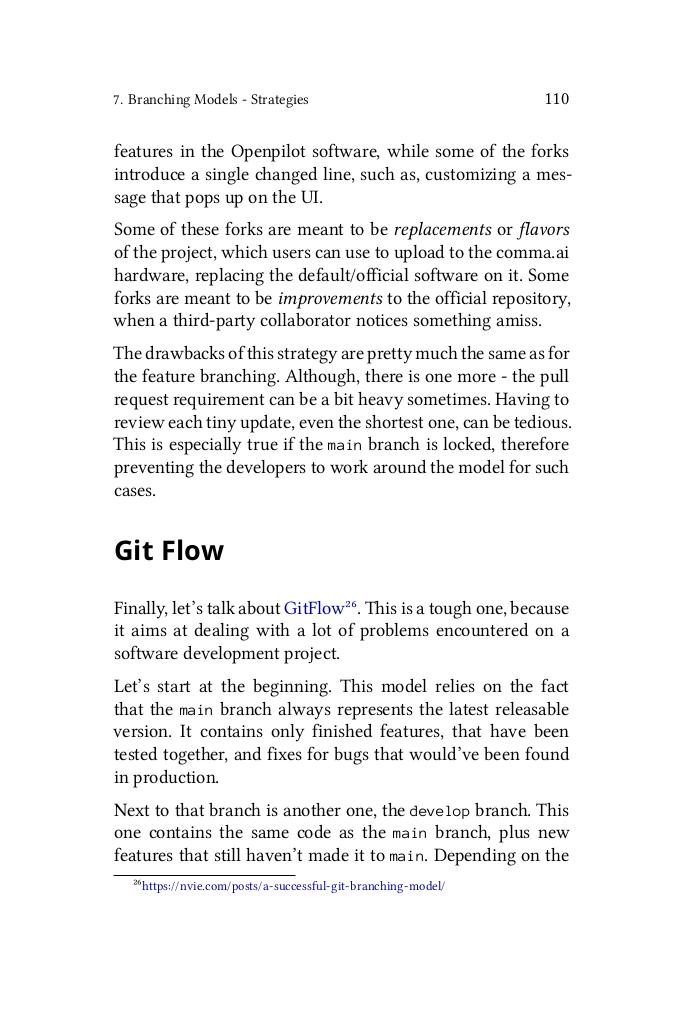 7. Branching Models - Strategies 110
features in the Openpilot software, while some of the forks
introduce a single changed line, such as, customizing a mes-
sage that pops up on the UI.
Some of these forks are meant to be replacements or flavors
of the project, which users can use to upload to the comma.ai
hardware, replacing the default/official software on it. Some
forks are meant to be improvements to the official repository,
when a third-party collaborator notices something amiss.
The drawbacks of this strategy are pretty much the same as for
the feature branching. Although, there is one more - the pull
request requirement can be a bit heavy sometimes. Having to
review each tiny update, even the shortest one, can be tedious.
This is especially true if the main branch is locked, therefore
preventing the developers to work around the model for such
cases.
Git Flow
Finally, let's talk about GitFlow²⁶. This is a tough one, because
it aims at dealing with a lot of problems encountered on a
software development project.
Let's start at the beginning. This model relies on the fact
that the main branch always represents the latest releasable
version. It contains only finished features, that have been
tested together, and fixes for bugs that would've been found
in production.
Next to that branch is another one, the develop branch. This
one contains the same code as the main branch, plus new
features that still haven't made it to main. Depending on the
²⁶https://nvie.com/posts/a-successful-git-branching-model/